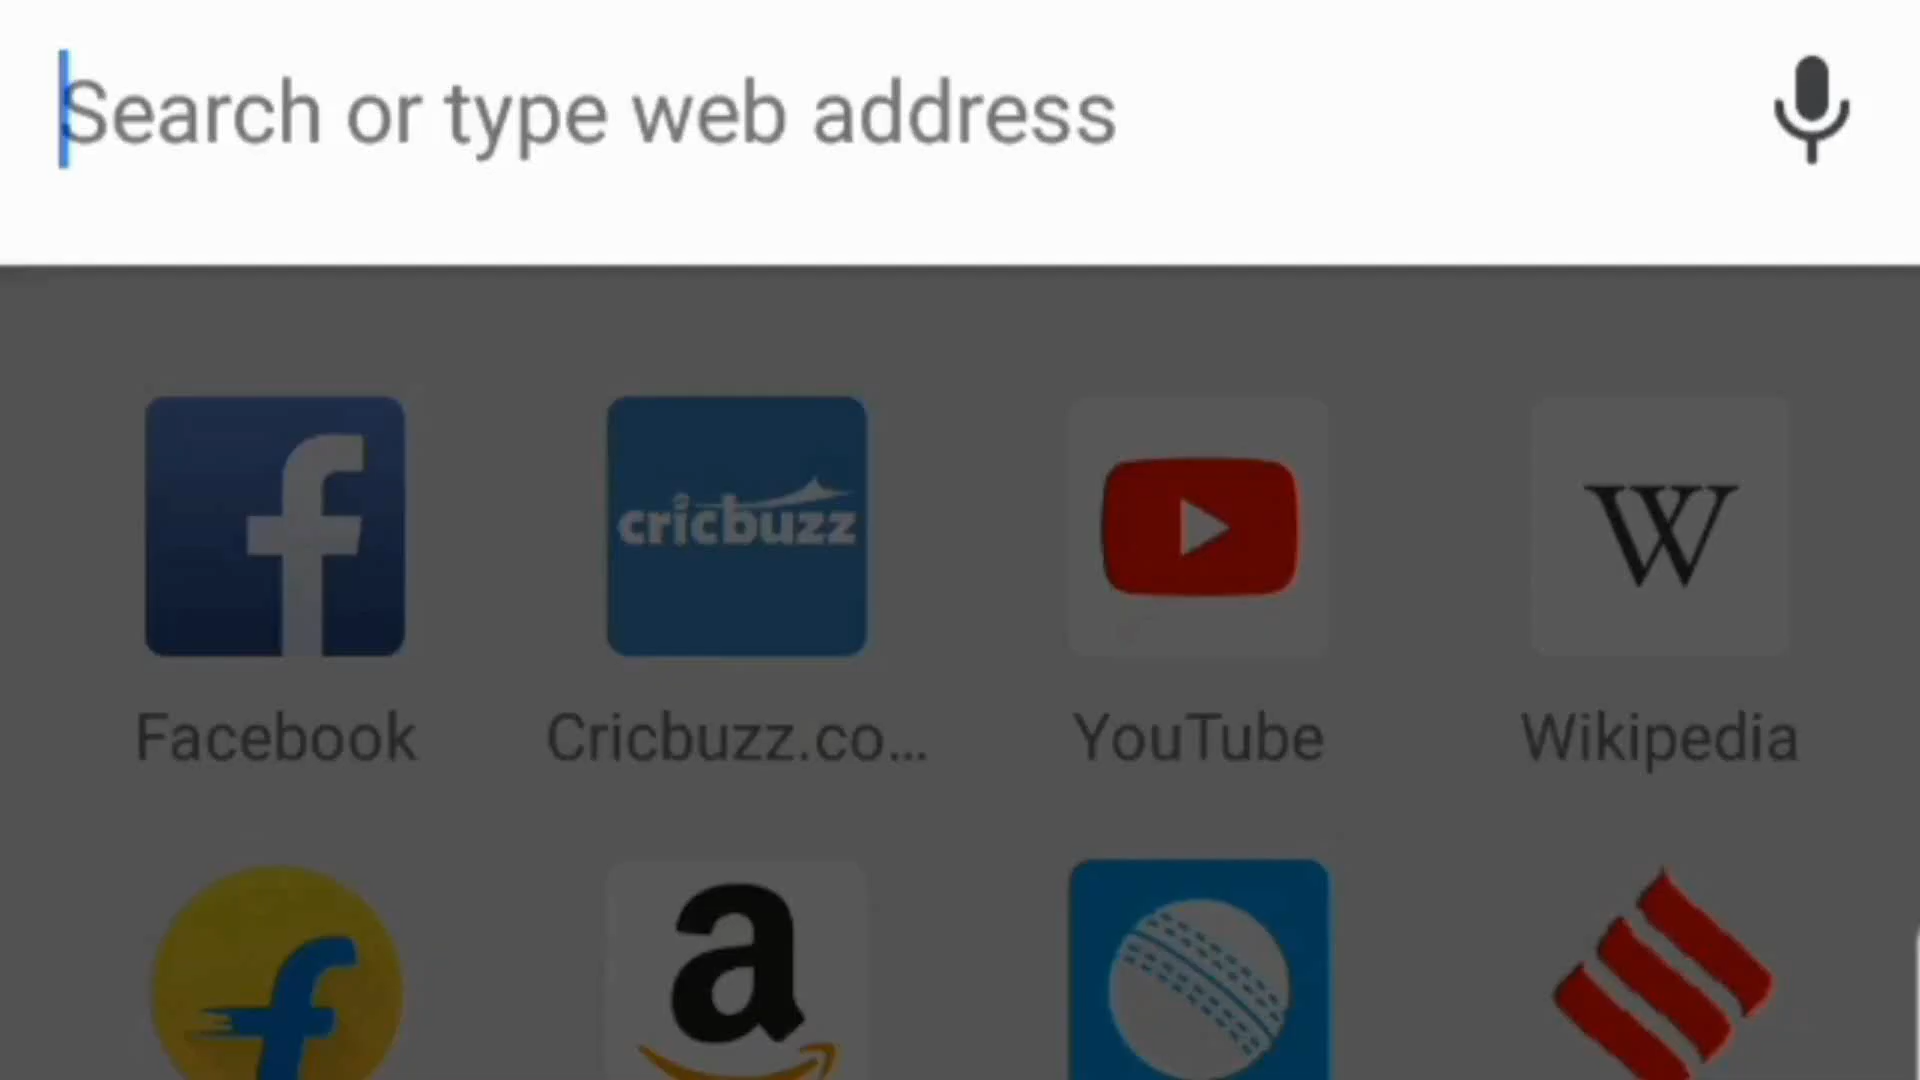 Search or type web address
f
cricbuzz
W
Facebook
Cricbuzz.co...
YouTube
Wikipedia
f
a